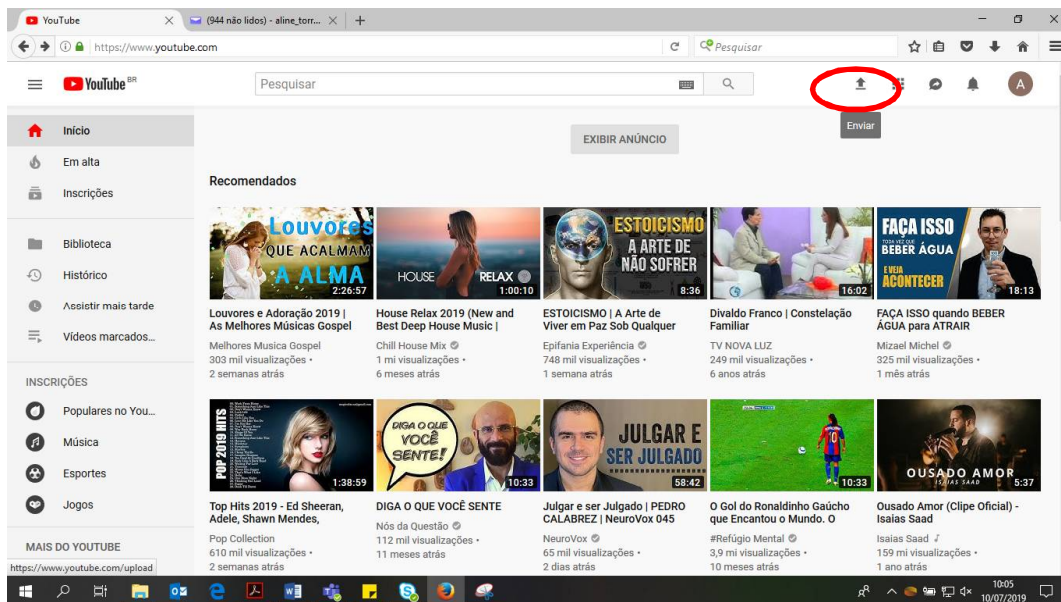 YouTube
(944 não lidos) - aline_torr...
https://www.youtube.com
Pesquisar
YouTube BR
Pesquisar
A
Enviar
Início
Em alta
Inscrições
Biblioteca
Histórico
Assistir mais tarde
Vídeos marcados...
INSCRIÇÕES
Populares no You...
Música
Esportes
Jogos
MAIS DO YOUTUBE
https://www.youtube.com/upload
EXIBIR ANÚNCIO
Recomendados
Louvores
QUE ACALMAM
A ALMA
2:26:57
Louvores e Adoração 2019 |
As Melhores Músicas Gospel
Melhores Musica Gospel
303 mil visualizações •
2 semanas atrás
HOUSE RELAX
1:00:10
House Relax 2019 (New and
Best Deep House Music |
Chill House Mix
1 mi visualizações •
6 meses atrás
ESTOICISMO
A ARTE DE
NÃO SOFRER
8:36
ESTOICISMO | A Arte de
Viver em Paz Sob Qualquer
Epifania Experiência
748 mil visualizações •
1 semana atrás
16:02
Divaldo Franco | Constelação
Familiar
TV NOVA LUZ
249 mil visualizações •
6 anos atrás
FAÇA ISSO
TODA VEZ QUE
BEBER ÁGUA
E VEJA
ACONTECER
18:13
FAÇA ISSO quando BEBER
ÁGUA para ATRAIR
Mizael Michel
325 mil visualizações •
1 mês atrás
POP 2019 HITS
1:38:59
Top Hits 2019 - Ed Sheeran,
Adele, Shawn Mendes,
Pop Collection
610 mil visualizações •
2 semanas atrás
DIGA O QUE
VOCÊ
SENTE!
10:33
DIGA O QUE VOCÊ SENTE
Nós da Questão
112 mil visualizações •
11 meses atrás
JULGAR E
SER JULGADO
58:42
Julgar e ser Julgado | PEDRO
CALABREZ | NeuroVox 045
NeuroVox
65 mil visualizações •
2 dias atrás
10
10:33
O Gol do Ronaldinho Gaúcho
que Encantou o Mundo. O
#Refúgio Mental
3,9 mi visualizações •
10 meses atrás
OUSADO AMOR
ISAIAS SAAD
5:37
Ousado Amor (Clipe Oficial) -
Isaias Saad
Isaias Saad
159 mi visualizações •
1 ano atrás
10:05
10/07/2019